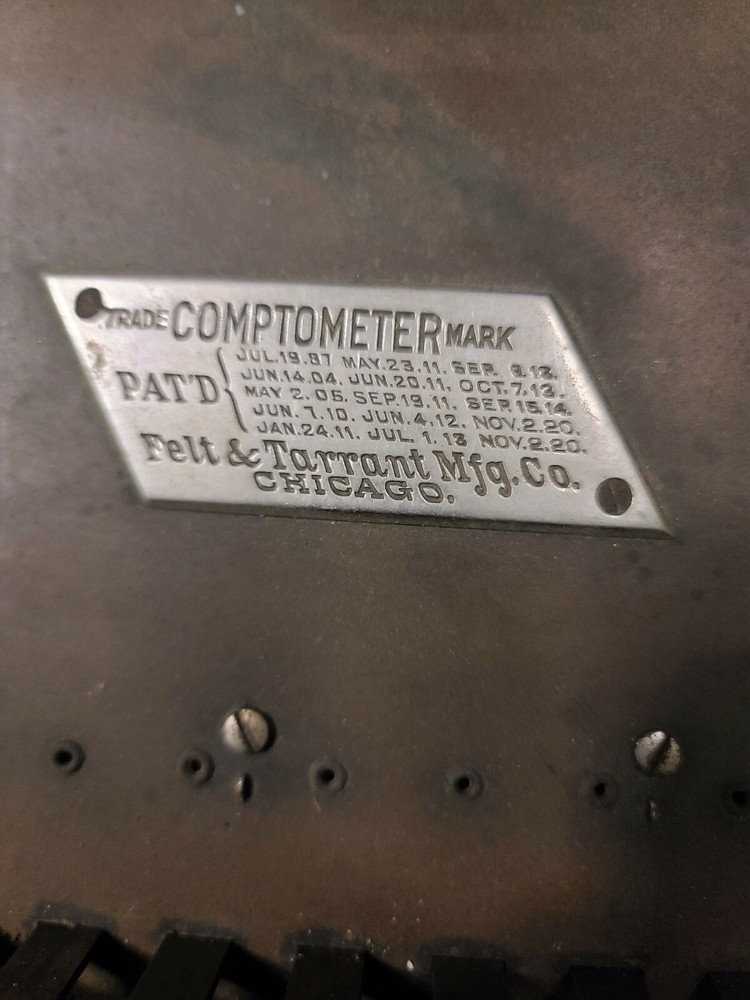 TRADE COMPTOMETER MARK
JUL.19.87 MAY.23.11. SEP. 9.13.
JUN.14.04. JUN.20.11. OCT.7.13.
PAT'D MAY 2.05. SEP.19.11. SEP.15.14.
JUN. 7.10. JUN.4.12. NOV.2.20.
JAN.24.11. JUL. 1.13 NOV.2.20.
Felt & Tarrant Mfg. Co.
CHICAGO.